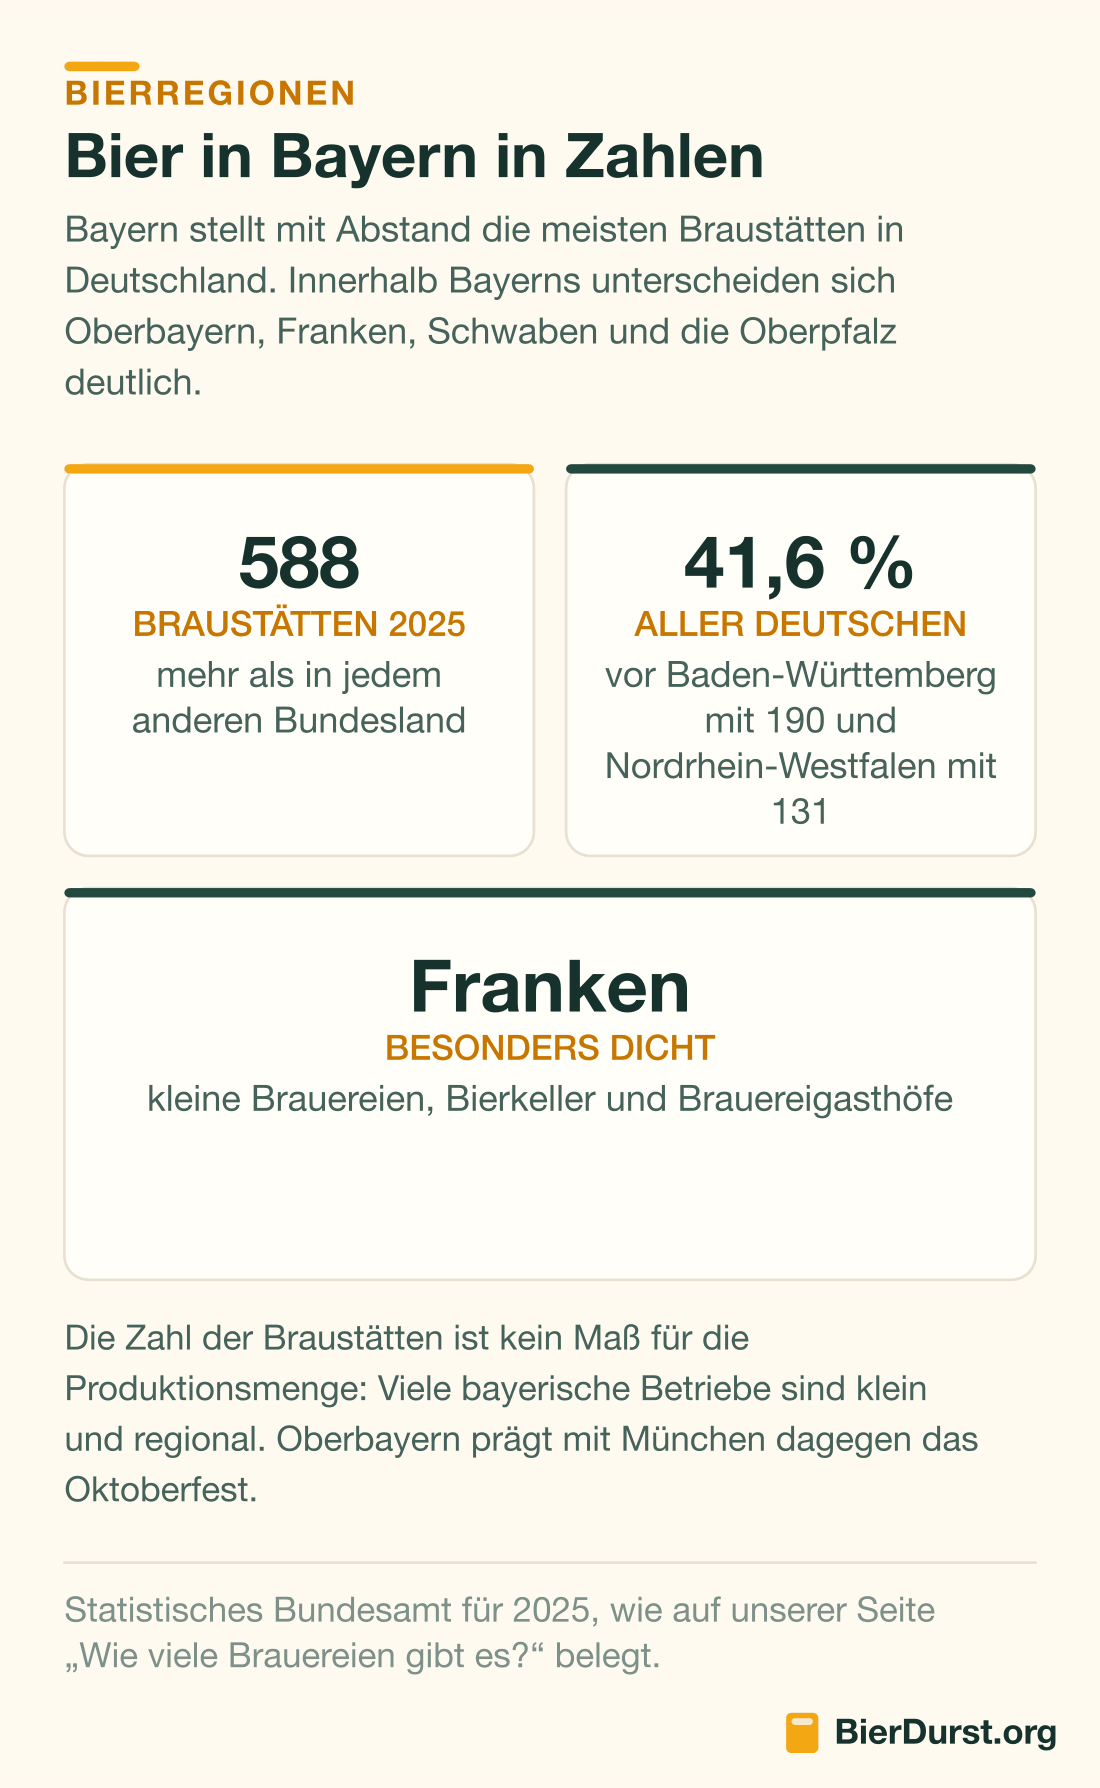 BIERREGIONEN
Bier in Bayern in Zahlen
Bayern stellt mit Abstand die meisten Braustätten in
Deutschland. Innerhalb Bayerns unterscheiden sich
Oberbayern, Franken, Schwaben und die Oberpfalz
deutlich.
588
BRAUSTÄTTEN 2025
mehr als in jedem
anderen Bundesland
41,6 %
ALLER DEUTSCHEN
vor Baden-Württemberg
mit 190 und
Nordrhein-Westfalen mit
131
Franken
BESONDERS DICHT
kleine Brauereien, Bierkeller und Brauereigasthöfe
Die Zahl der Braustätten ist kein Maß für die
Produktionsmenge: Viele bayerische Betriebe sind klein
und regional. Oberbayern prägt mit München dagegen das
Oktoberfest.
Statistisches Bundesamt für 2025, wie auf unserer Seite
„Wie viele Brauereien gibt es?“ belegt.
BierDurst.org